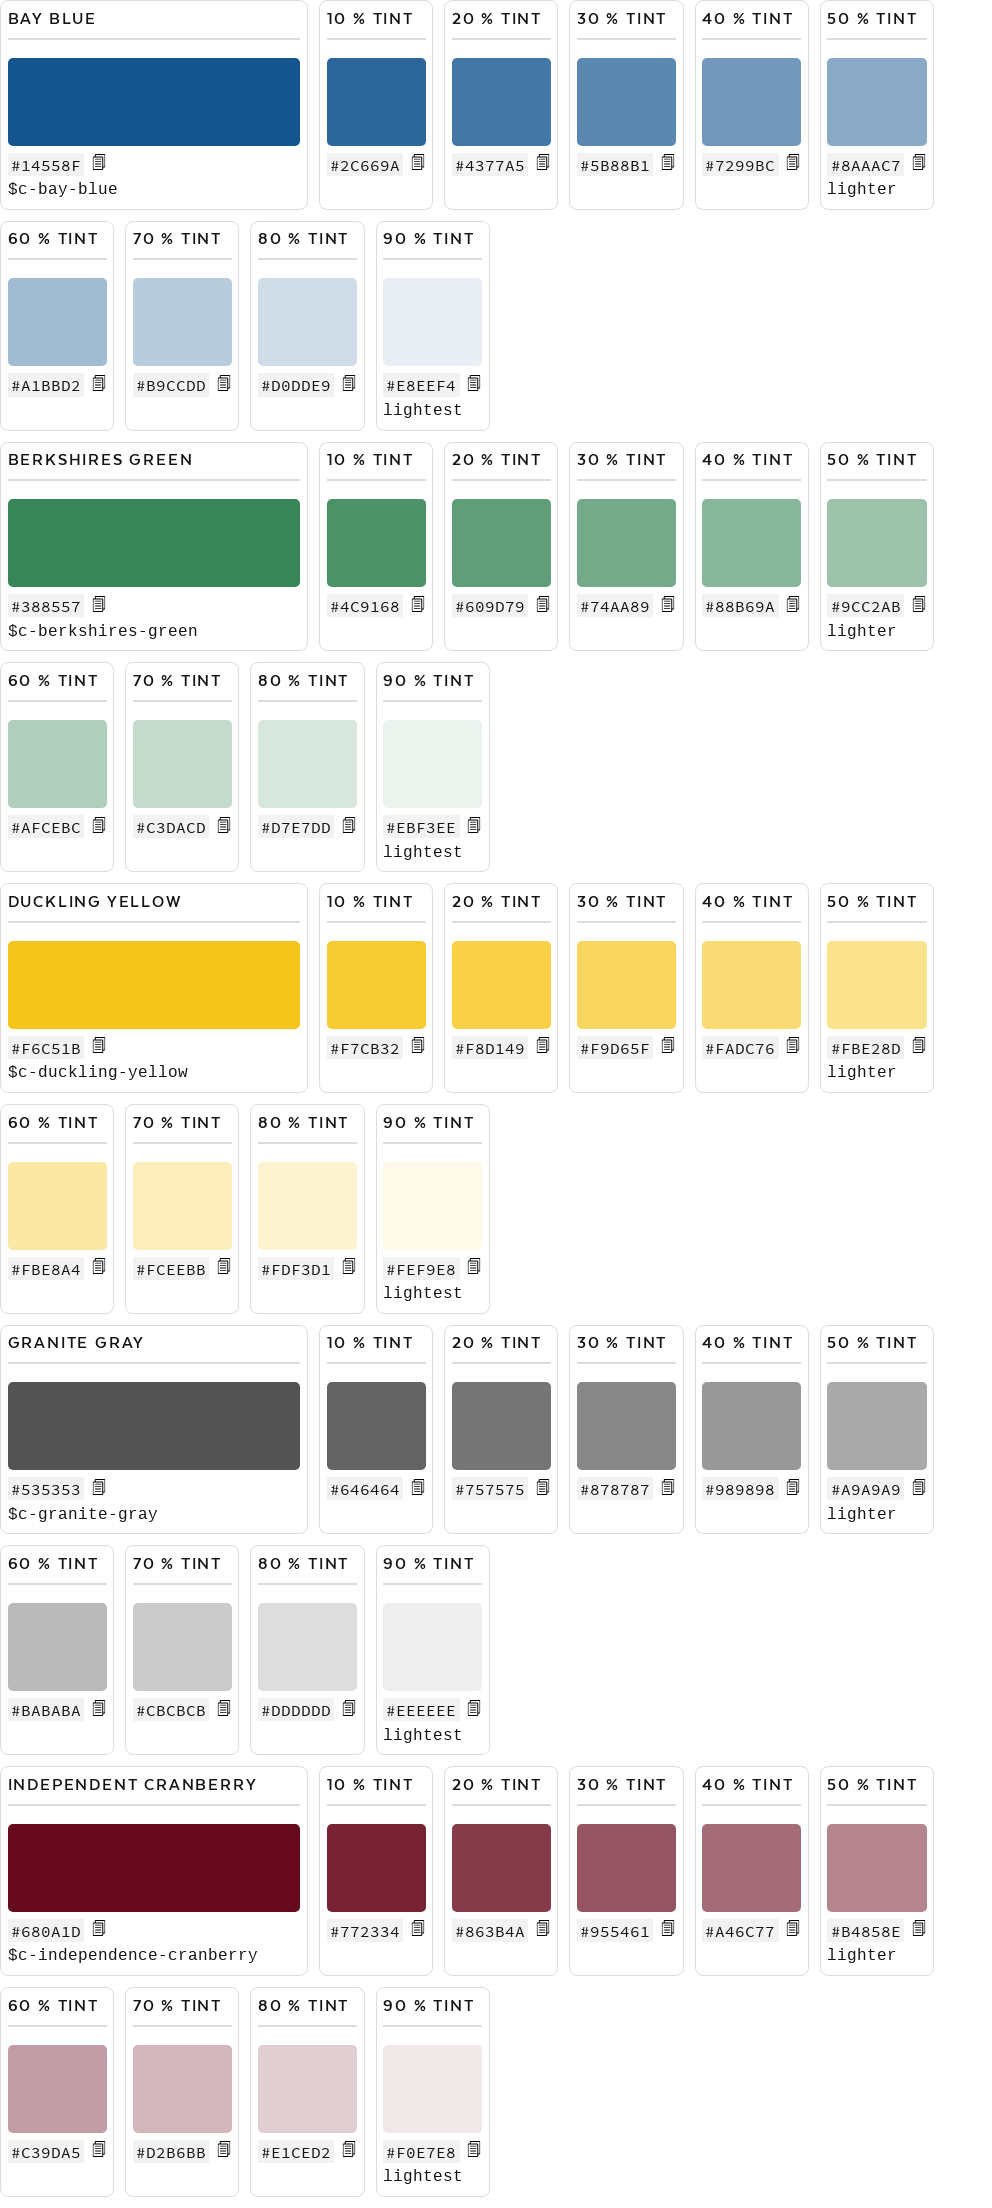 BAY BLUE
#14558F
$c-bay-blue
10 % TINT
#2C669A
20 % TINT
#4377A5
30 % TINT
#5B88B1
40 % TINT
#7299BC
50 % TINT
#8AAAC7
lighter
60 % TINT
#A1BBD2
70 % TINT
#B9CCDD
80 % TINT
#D0DDE9
90 % TINT
#E8EEF4
lightest
BERKSHIRES GREEN
#388557
$c-berkshires-green
10 % TINT
#4C9168
20 % TINT
#609D79
30 % TINT
#74AA89
40 % TINT
#88B69A
50 % TINT
#9CC2AB
lighter
60 % TINT
#AFCEBC
70 % TINT
#C3DACD
80 % TINT
#D7E7DD
90 % TINT
#EBF3EE
lightest
DUCKLING YELLOW
#F6C51B
$c-duckling-yellow
10 % TINT
#F7CB32
20 % TINT
#F8D149
30 % TINT
#F9D65F
40 % TINT
#FADC76
50 % TINT
#FBE28D
lighter
60 % TINT
#FBE8A4
70 % TINT
#FCEEBB
80 % TINT
#FDF3D1
90 % TINT
#FEF9E8
lightest
GRANITE GRAY
#535353
$c-granite-gray
10 % TINT
#646464
20 % TINT
#757575
30 % TINT
#878787
40 % TINT
#989898
50 % TINT
#A9A9A9
lighter
60 % TINT
#BABABA
70 % TINT
#CBCBCB
80 % TINT
#DDDDDD
90 % TINT
#EEEEEE
lightest
INDEPENDENT CRANBERRY
#680A1D
$c-independence-cranberry
10 % TINT
#772334
20 % TINT
#863B4A
30 % TINT
#955461
40 % TINT
#A46C77
50 % TINT
#B4858E
lighter
60 % TINT
#C39DA5
70 % TINT
#D2B6BB
80 % TINT
#E1CED2
90 % TINT
#F0E7E8
lightest